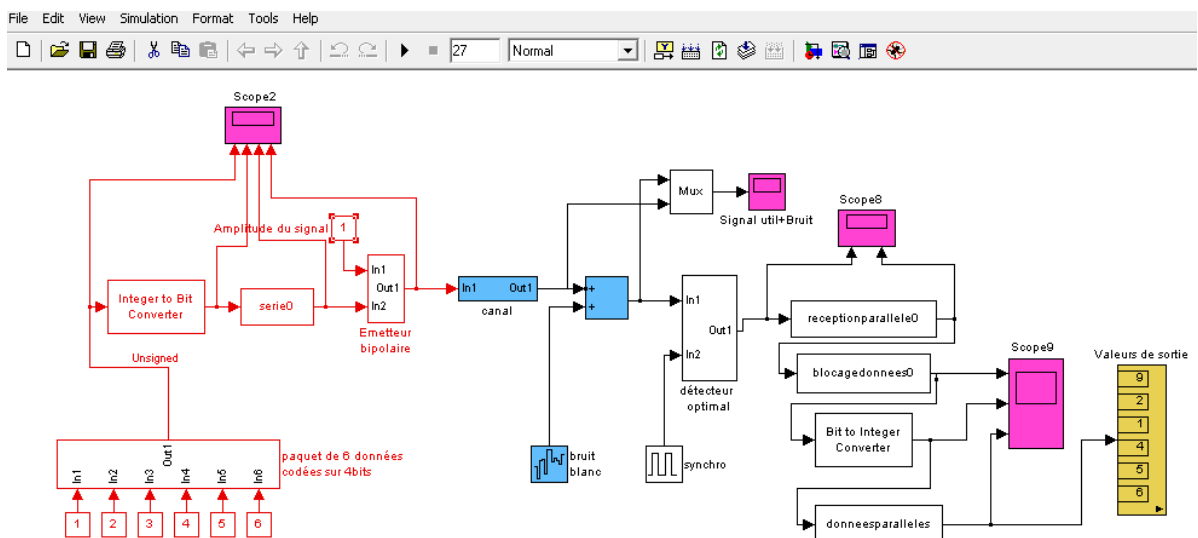 File Edit View Simulation Format Tools Help
27 Normal
Scope2
Amplitude du signal 1
Integer to Bit
Converter
serie0
In1
Out1
In2
Emetteur
bipolaire
Unsigned
In1 Out1
canal
+
+
Mux
Signal util+Bruit
Scope8
In1
Out1
In2
détecteur
optimal
receptionparallele0
blocagedonnees0
Scope9
Valeurs de sortie
9
2
1
4
5
6
Bit to Integer
Converter
bruit
blanc
synchro
donneesparalleles
Out1
In1 In2 In3 In4 In5 In6
paquet de 6 données
codées sur 4bits
1 2 3 4 5 6